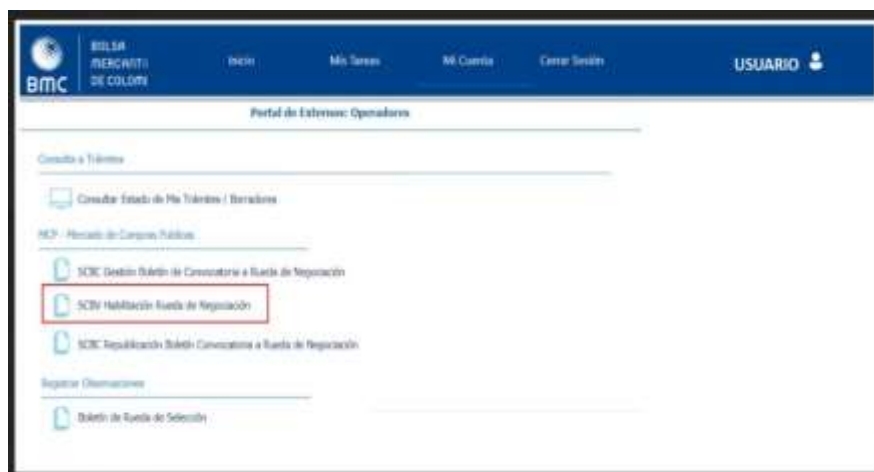 BMC
BOLSA
MERCANTI
DE COLOMI
Inicio
Mis Tareas
Mi Cuenta
Cerrar Sesión
USUARIO
Portal de Externos: Operadores
Consulta a Trámites
Consultar Estado de Mis Trámites / Borradores
MCP - Mercado de Compras Públicas
SCBC Gestión Boletín de Convocatoria a Rueda de Negociación
SCBV Habilitación Rueda de Negociación
SCBC Republicación Boletín Convocatoria a Rueda de Negociación
Registrar Observaciones
Boletín de Rueda de Selección